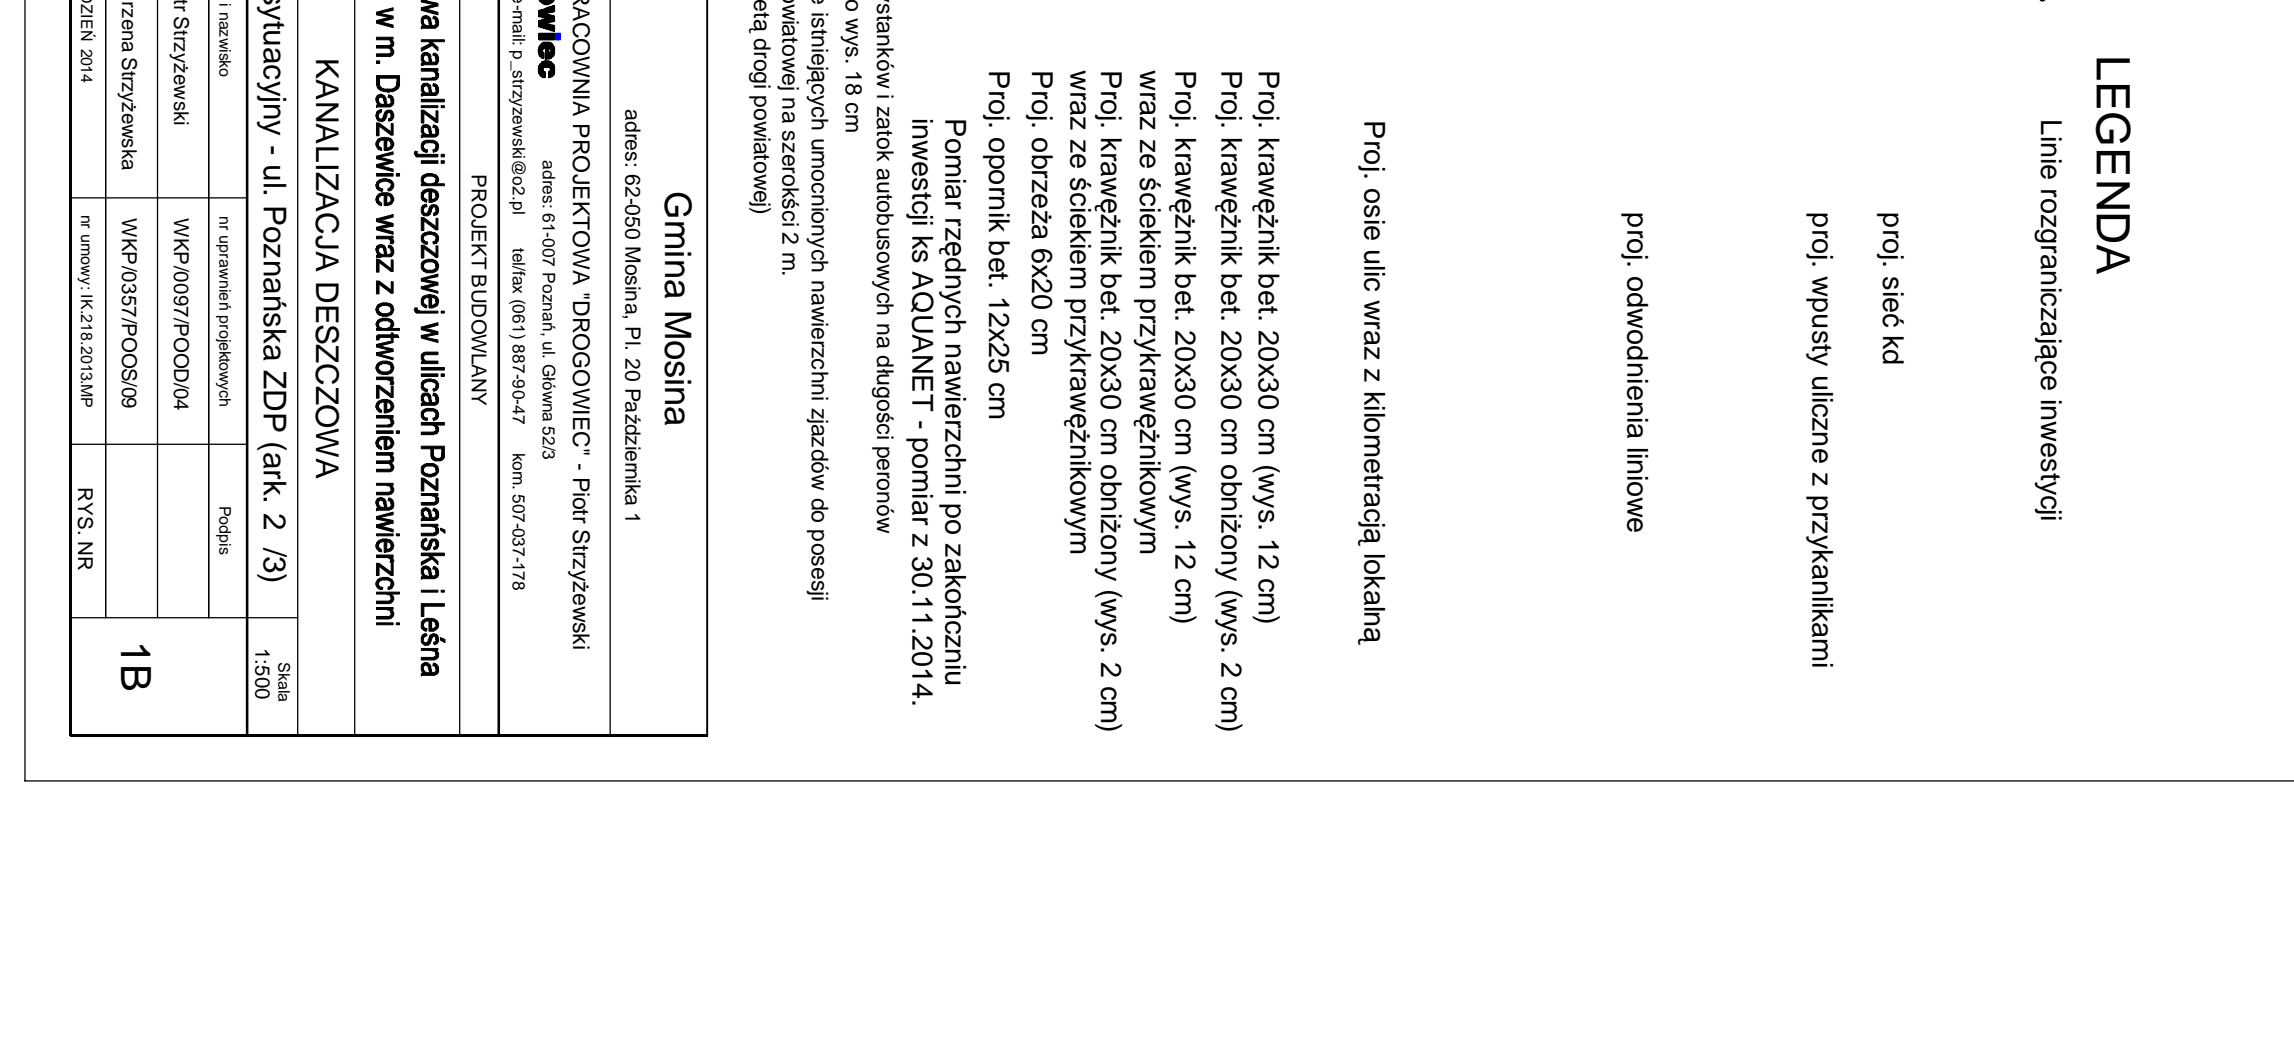 LEGENDA
Linie rozgraniczające inwestycji
proj. sieć kd
proj. wpusty uliczne z przykanlikami
proj. odwodnienia liniowe
Proj. osie ulic wraz z kilometracją lokalną
Proj. krawężnik bet. 20x30 cm (wys. 12 cm)
Proj. krawężnik bet. 20x30 cm obniżony (wys. 2 cm)
Proj. krawężnik bet. 20x30 cm (wys. 12 cm)
wraz ze ściekiem przykrawężnikowym
Proj. krawężnik bet. 20x30 cm obniżony (wys. 2 cm)
wraz ze ściekiem przykrawężnikowym
Proj. obrzeża 6x20 cm
Proj. opornik bet. 12x25 cm
Pomiar rzędnych nawierzchni po zakończniu
inwestcji ks AQUANET - pomiar z 30.11.2014.
ystanków i zatok autobusowych na długości peronów
o wys. 18 cm
e istniejących umocnionych nawierzchni zjazdów do posesji
owiatowej na szerokści 2 m.
etą drogi powiatowej)
Gmina Mosina
adres: 62-050 Mosina, Pl. 20 Października 1
RACOWNIA PROJEKTOWA "DROGOWIEC" - Piotr Strzyżewski
owiec adres: 61-007 Poznań, ul. Główna 52/3
e-mail: p_strzyzewski@o2.pl tel/fax (061) 887-90-47 kom. 507-037-178
PROJEKT BUDOWLANY
wa kanalizacji deszczowej w ulicach Poznańska i Leśna
w m. Daszewice wraz z odtworzeniem nawierzchni
KANALIZACJA DESZCZOWA
sytuacyjny - ul. Poznańska ZDP (ark. 2 /3)
Skala
1:500
i nazwisko nr uprawnień projektowych Podpis
tr Strzyżewski WKP/0097/POOD/04
rzena Strzyżewska WKP/0357/POOS/09
1B
DZIEŃ 2014 nr umowy: IK.218.2013.MP RYS. NR